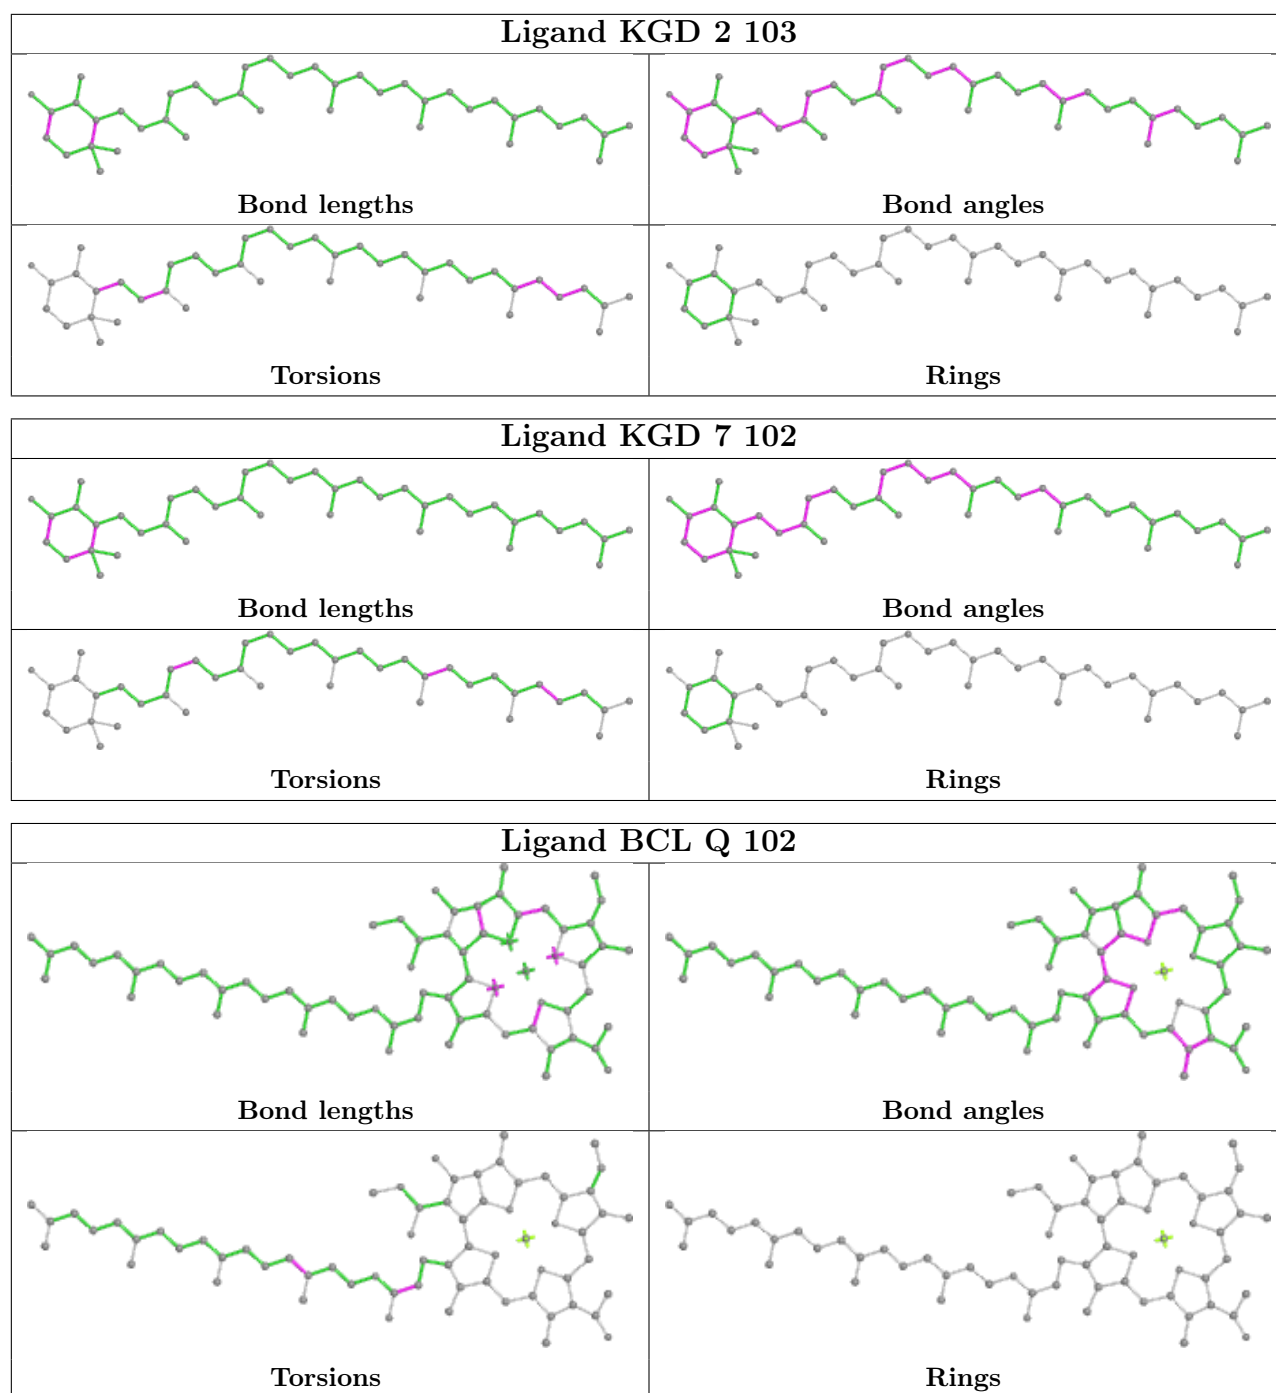 Ligand KGD 2 103
Bond lengths
Bond angles
Torsions
Rings
Ligand KGD 7 102
Bond lengths
Bond angles
Torsions
Rings
Ligand BCL Q 102
Bond lengths
Bond angles
Torsions
Rings